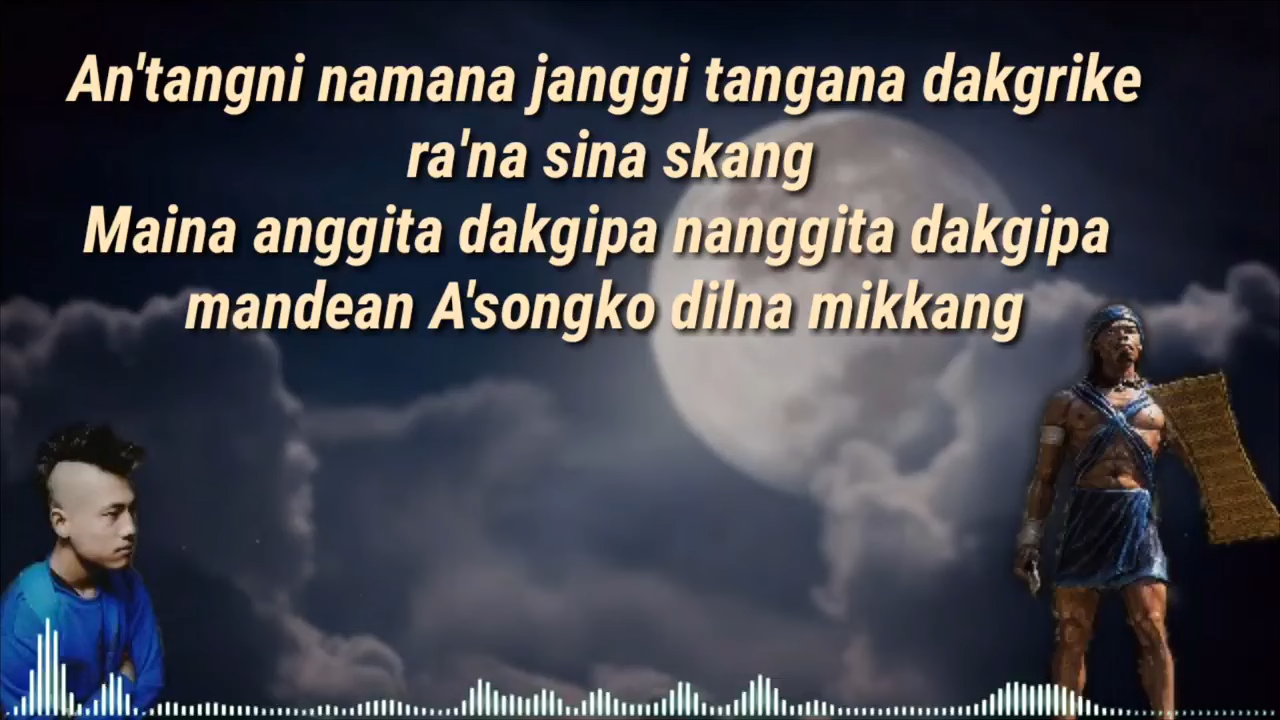 An'tangni namana janggi tangana dakgrike
ra'na sina skang
Maina anggita dakgipa nanggita dakgipa
mandean A'songko dilna mikkang